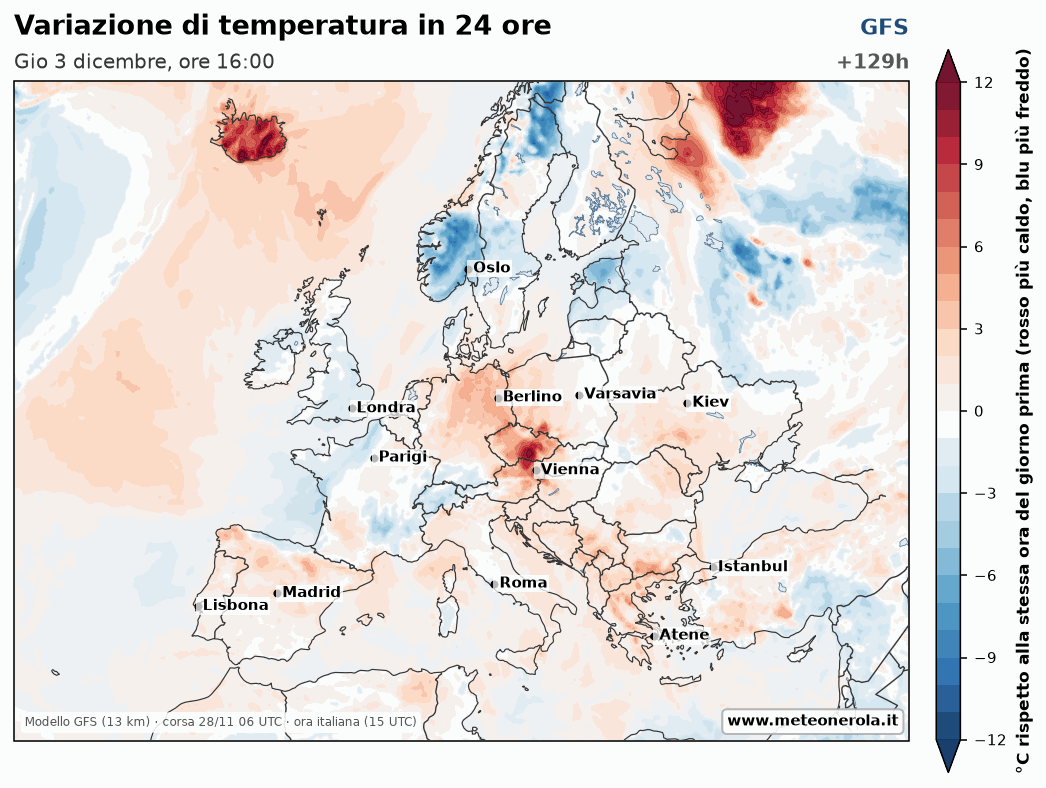 Variazione di temperatura in 24 ore
GFS
Gio 3 dicembre, ore 16:00
+129h
Oslo
Londra
Berlino
Varsavia
Kiev
Parigi
Vienna
Istanbul
Roma
Madrid
Lisbona
Atene
Modello GFS (13 km) · corsa 28/11 06 UTC · ora italiana (15 UTC)
www.meteonerola.it
12
9
6
3
0
−3
−6
−9
−12
°C rispetto alla stessa ora del giorno prima (rosso più caldo, blu più freddo)